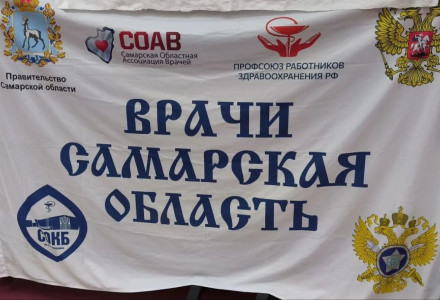 СОАВ
Самарская Областная
Ассоциация Врачей
ПРОФСОЮЗ РАБОТНИКОВ
ЗДРАВООХРАНЕНИЯ РФ
Правительство
Самарской области
ВРАЧИ
САМАРСКАЯ
ОБЛАСТЬ
СОКБ